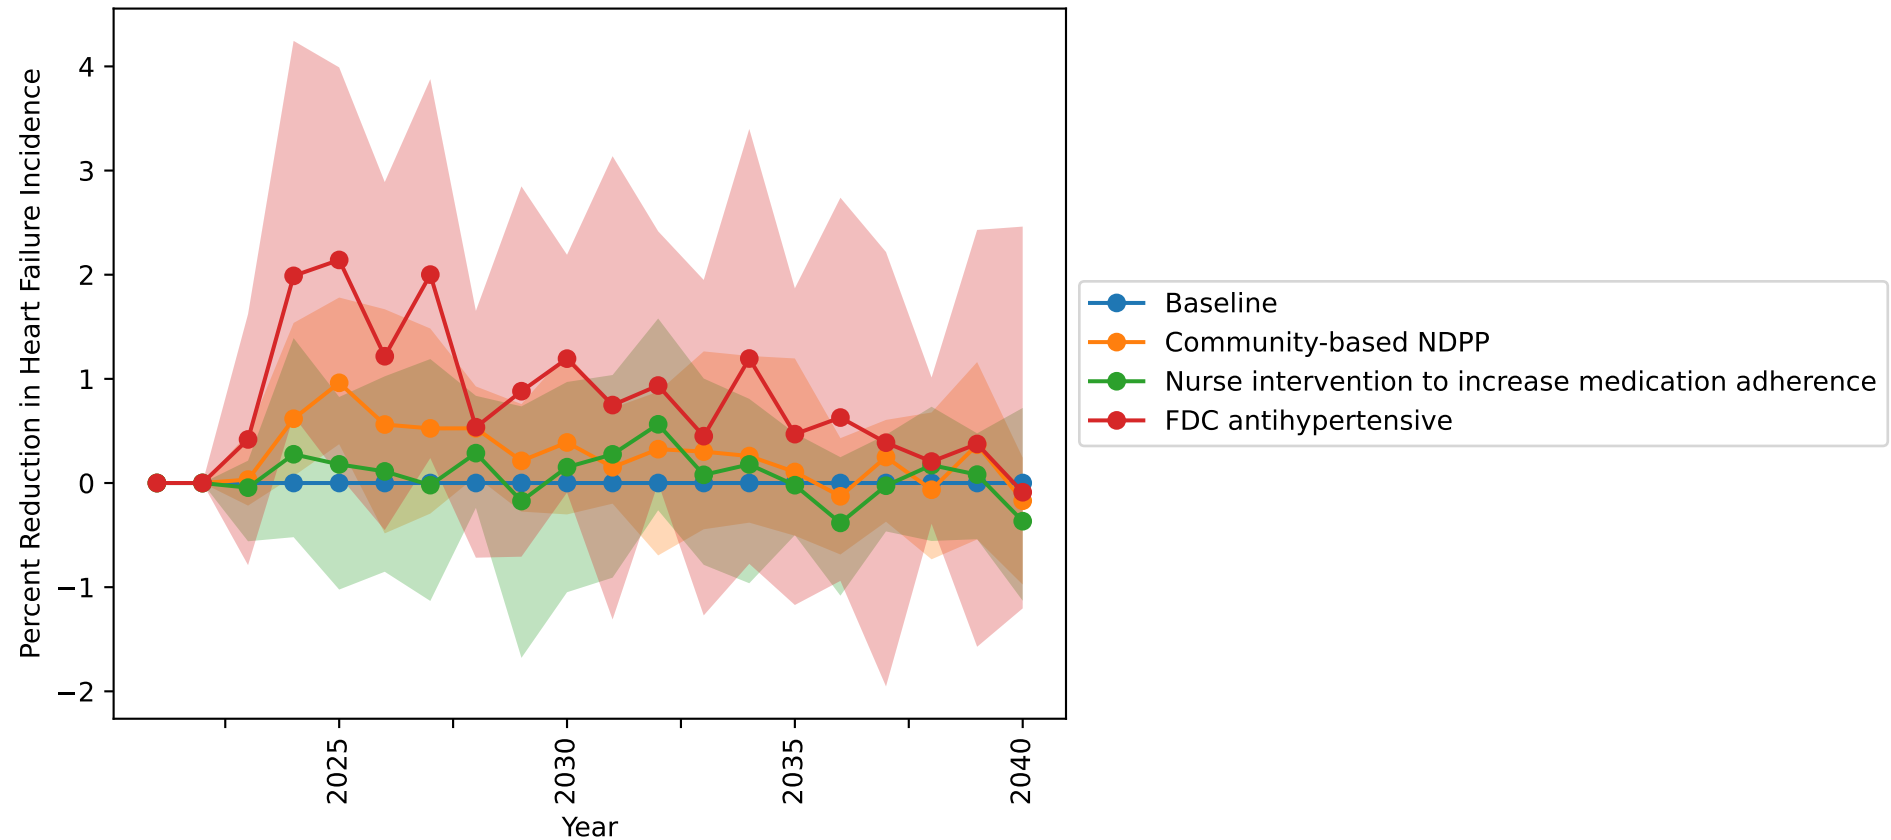 Percent Reduction in Heart Failure Incidence
4
3
2
1
0
−1
−2
2025
2030
2035
2040
Year
Baseline
Community-based NDPP
Nurse intervention to increase medication adherence
FDC antihypertensive